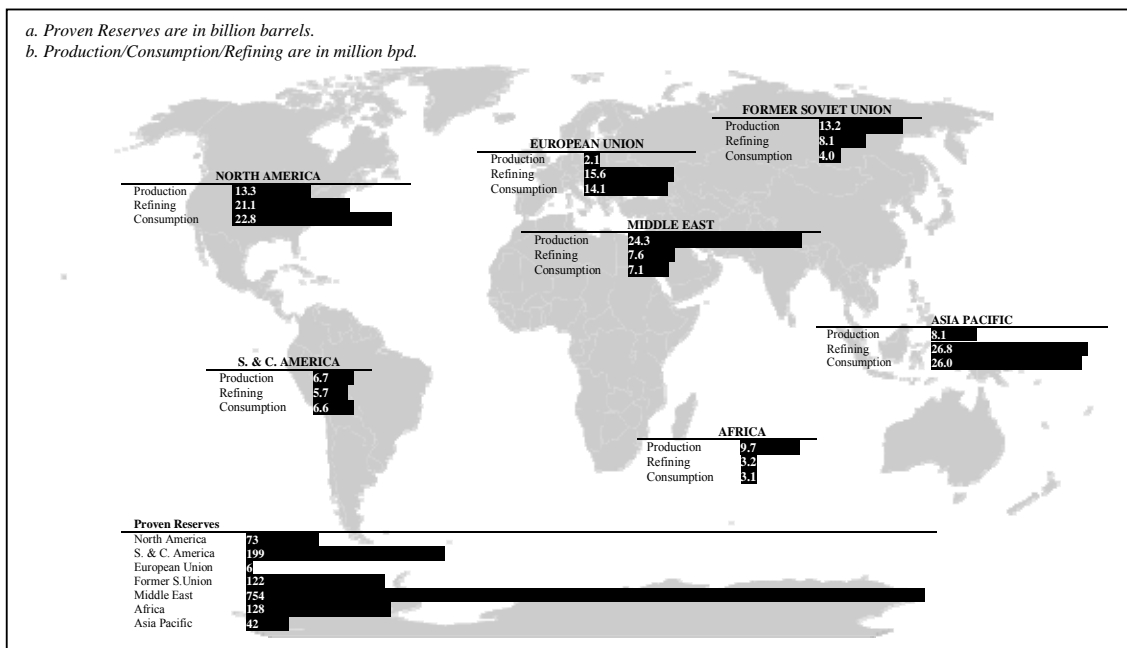 a. Proven Reserves are in billion barrels.
b. Production/Consumption/Refining are in million bpd.
FORMER SOVIET UNION
Production 13.2
Refining 8.1
Consumption 4.0
EUROPEAN UNION
Production 2.1
Refining 15.6
Consumption 14.1
NORTH AMERICA
Production 13.3
Refining 21.1
Consumption 22.8
MIDDLE EAST
Production 24.3
Refining 7.6
Consumption 7.1
ASIA PACIFIC
Production 8.1
Refining 26.8
Consumption 26.0
S. & C. AMERICA
Production 6.7
Refining 5.7
Consumption 6.6
AFRICA
Production 9.7
Refining 3.2
Consumption 3.1
Proven Reserves
North America 73
S. & C. America 199
European Union 6
Former S.Union 122
Middle East 754
Africa 128
Asia Pacific 42